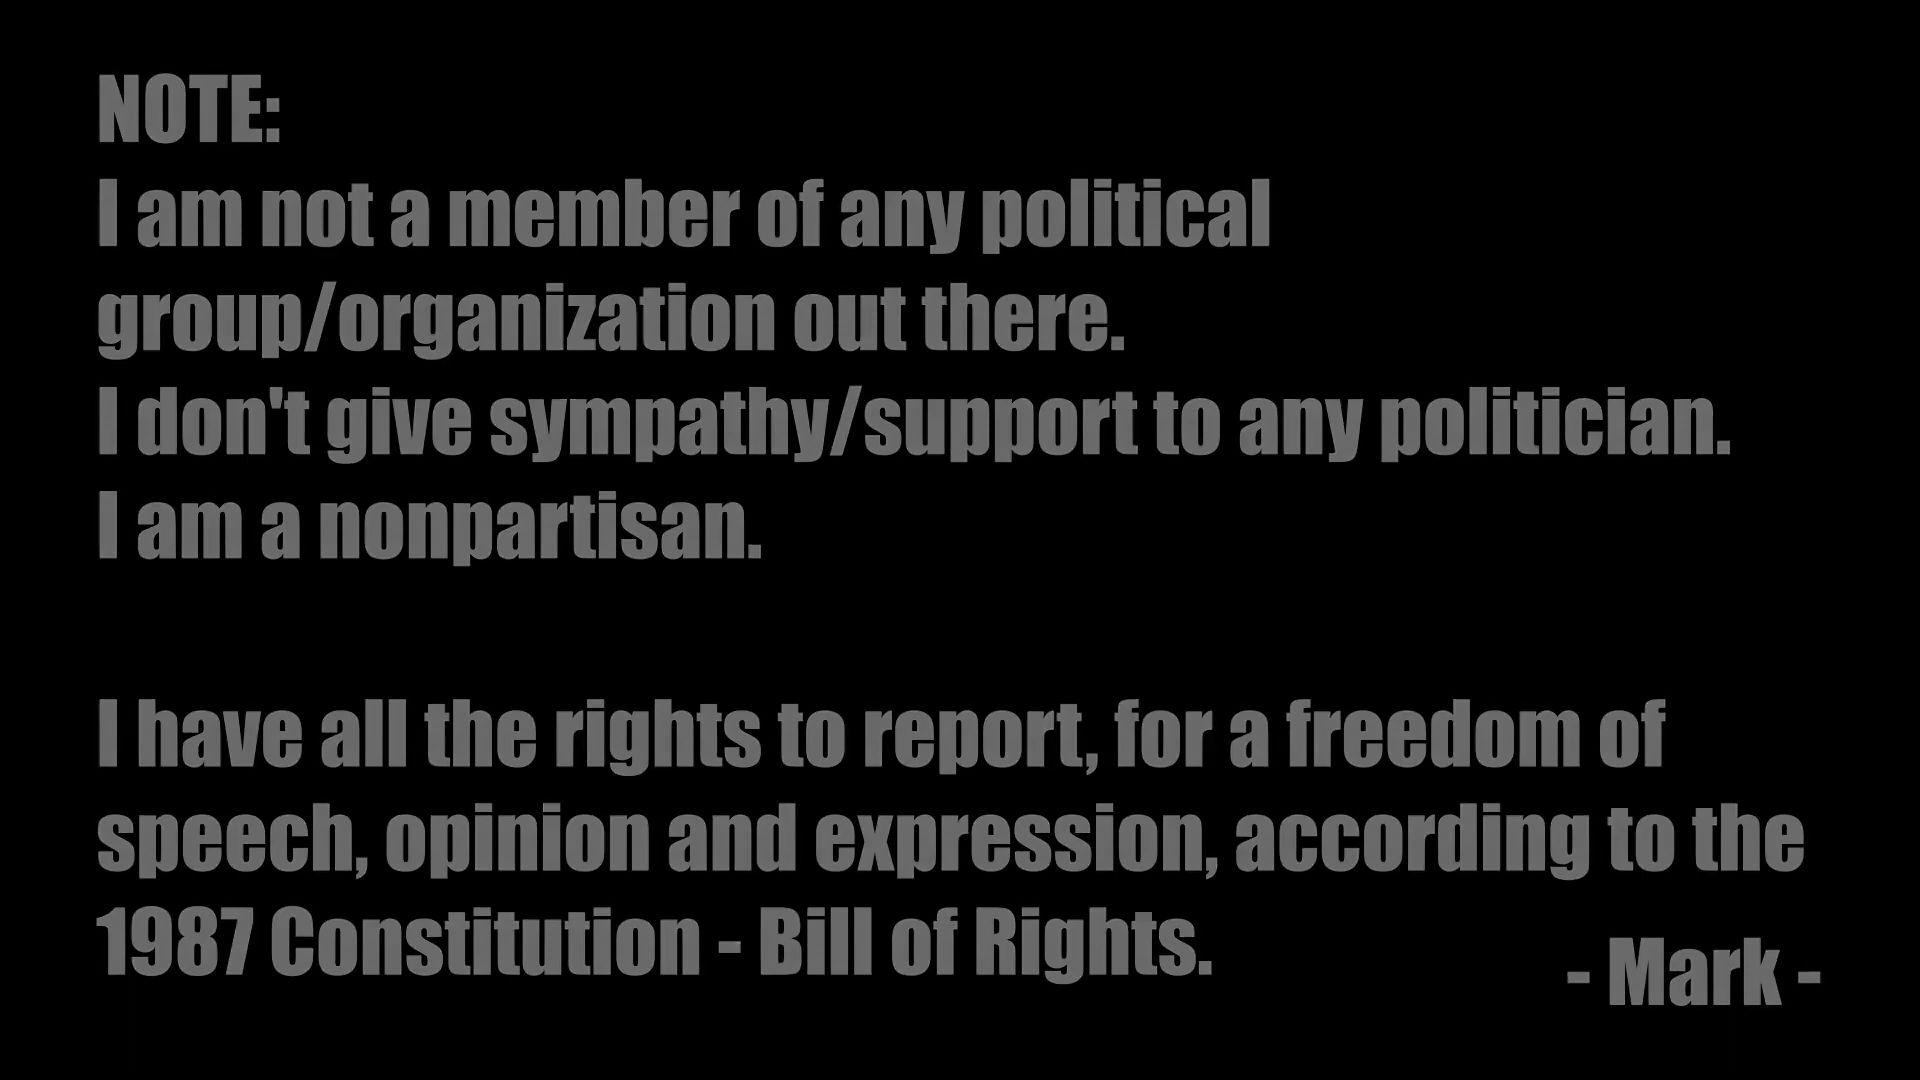 NOTE:
I am not a member of any political
group/organization out there.
I don't give sympathy/support to any politician.
I am a nonpartisan.
I have all the rights to report, for a freedom of
speech, opinion and expression, according to the
1987 Constitution - Bill of Rights.
- Mark -